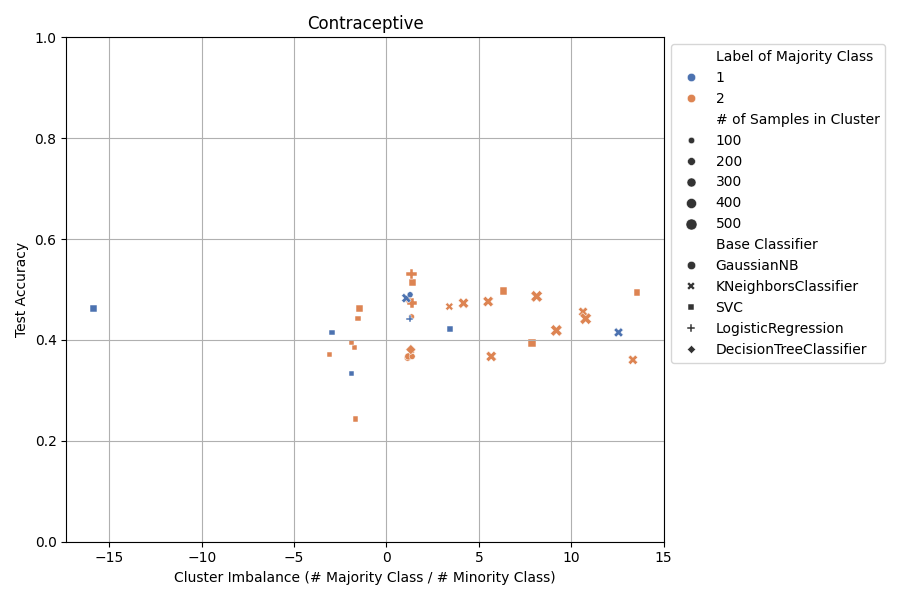 Contraceptive
1.0
0.8
0.6
0.4
0.2
0.0
Test Accuracy
−15
−10
−5
0
5
10
15
Cluster Imbalance (# Majority Class / # Minority Class)
Label of Majority Class
1
2
# of Samples in Cluster
100
200
300
400
500
Base Classifier
GaussianNB
KNeighborsClassifier
SVC
LogisticRegression
DecisionTreeClassifier